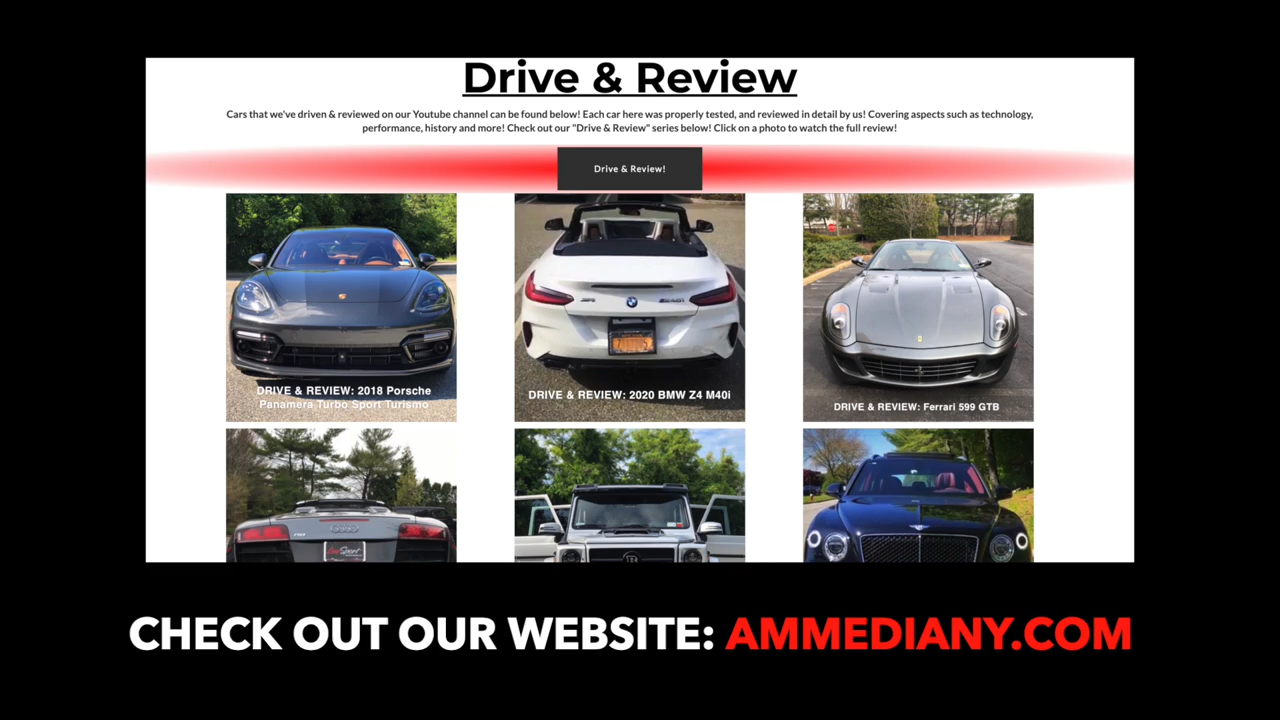 Drive & Review
Cars that we've driven & reviewed on our Youtube channel can be found below! Each car here was properly tested, and reviewed in detail by us! Covering aspects such as technology,
performance, history and more! Check out our "Drive & Review" series below! Click on a photo to watch the full review!
Drive & Review!
DRIVE & REVIEW: 2018 Porsche
Panamera Turbo Sport Turismo
M40i
DRIVE & REVIEW: 2020 BMW Z4 M40i
DRIVE & REVIEW: Ferrari 599 GTB
CHECK OUT OUR WEBSITE: AMMEDIANY.COM